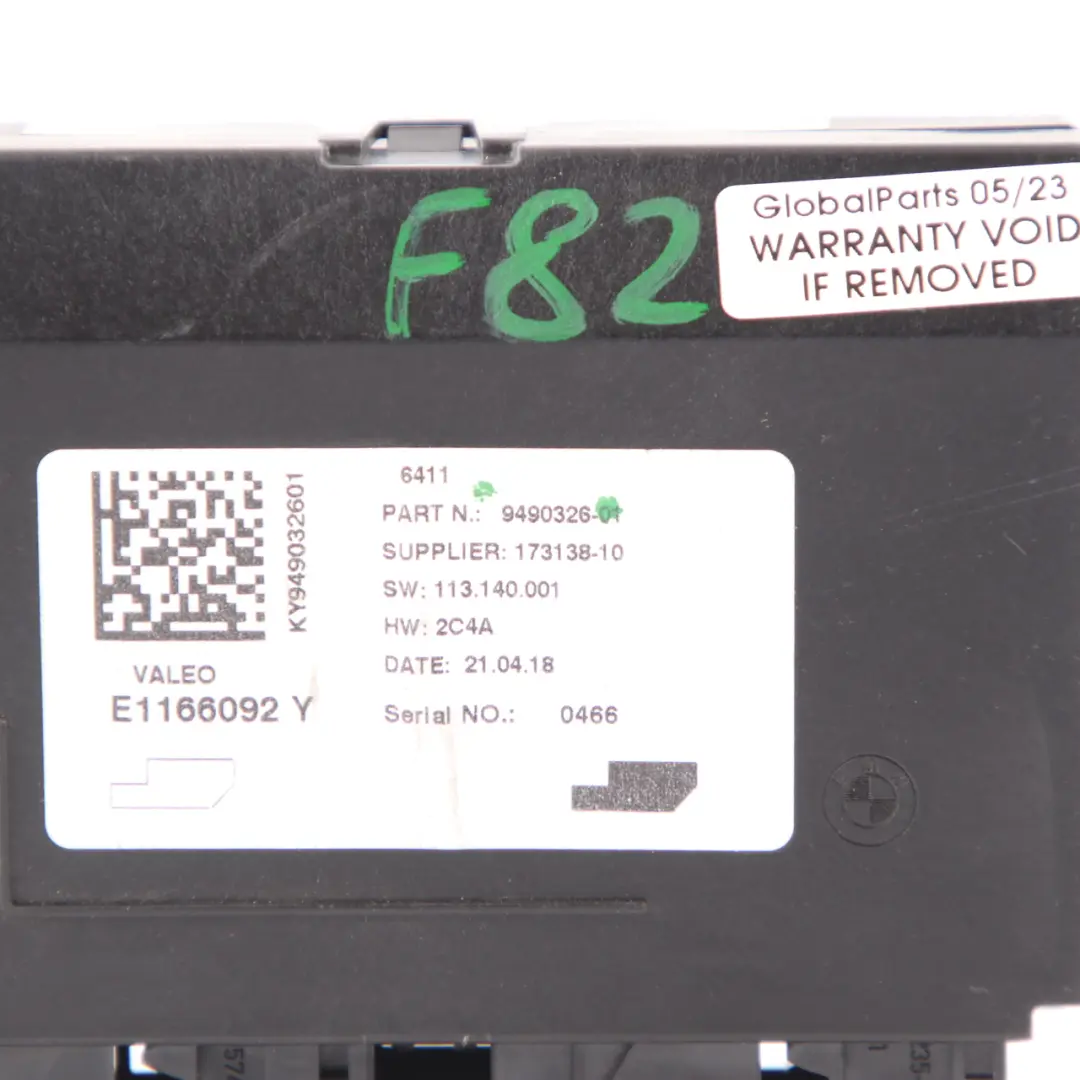 F82
GlobalParts 05/23
WARRANTY VOID
IF REMOVED
6411
PART N.: 9490326-01
SUPPLIER: 173138-10
SW: 113.140.001
HW: 2C4A
DATE: 21.04.18
Serial NO.: 0466
KY949032601
VALEO
E1166092 Y